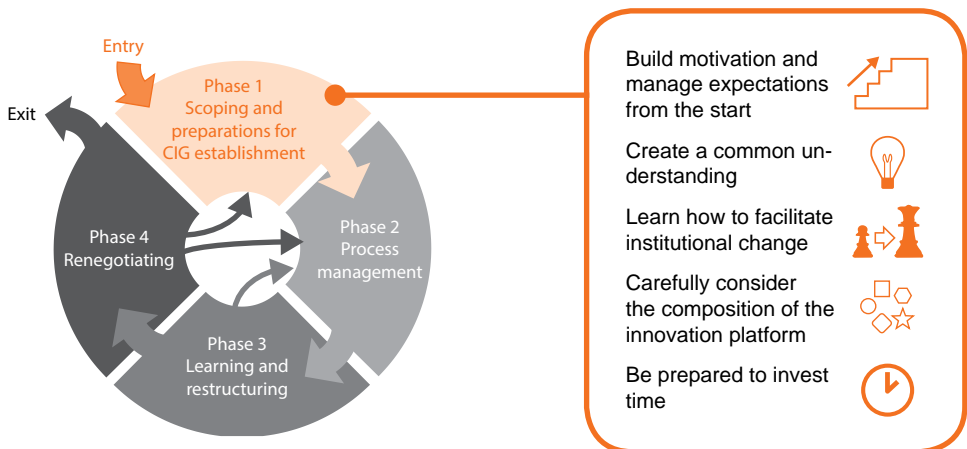 Entry
Exit
Phase 1
Scoping and
preparations for
CIG establishment
Phase 2
Process
management
Phase 3
Learning and
restructuring
Phase 4
Renegotiating
Build motivation and
manage expectations
from the start
Create a common un-
derstanding
Learn how to facilitate
institutional change
Carefully consider
the composition of the
innovation platform
Be prepared to invest
time